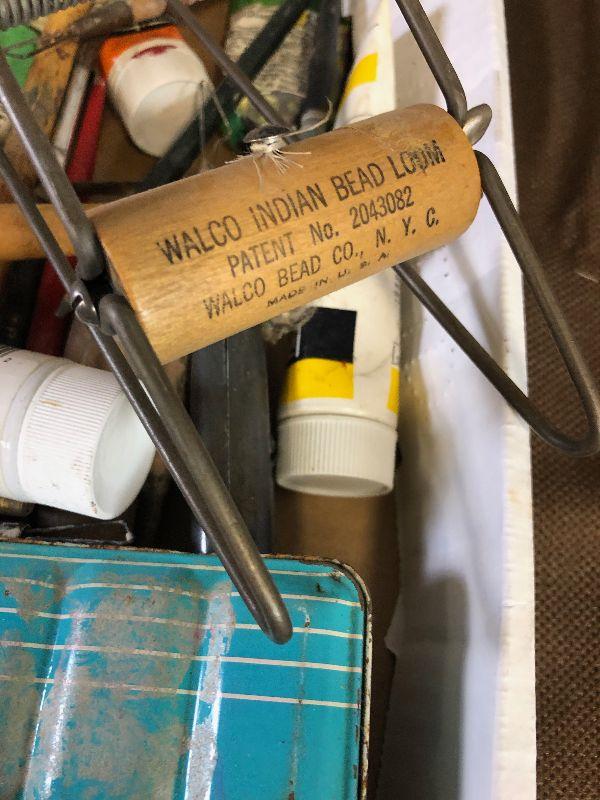 WALCO INDIAN BEAD LOOM
PATENT No. 2043082
WALCO BEAD CO., N. Y. C.
MADE IN U. S. A.